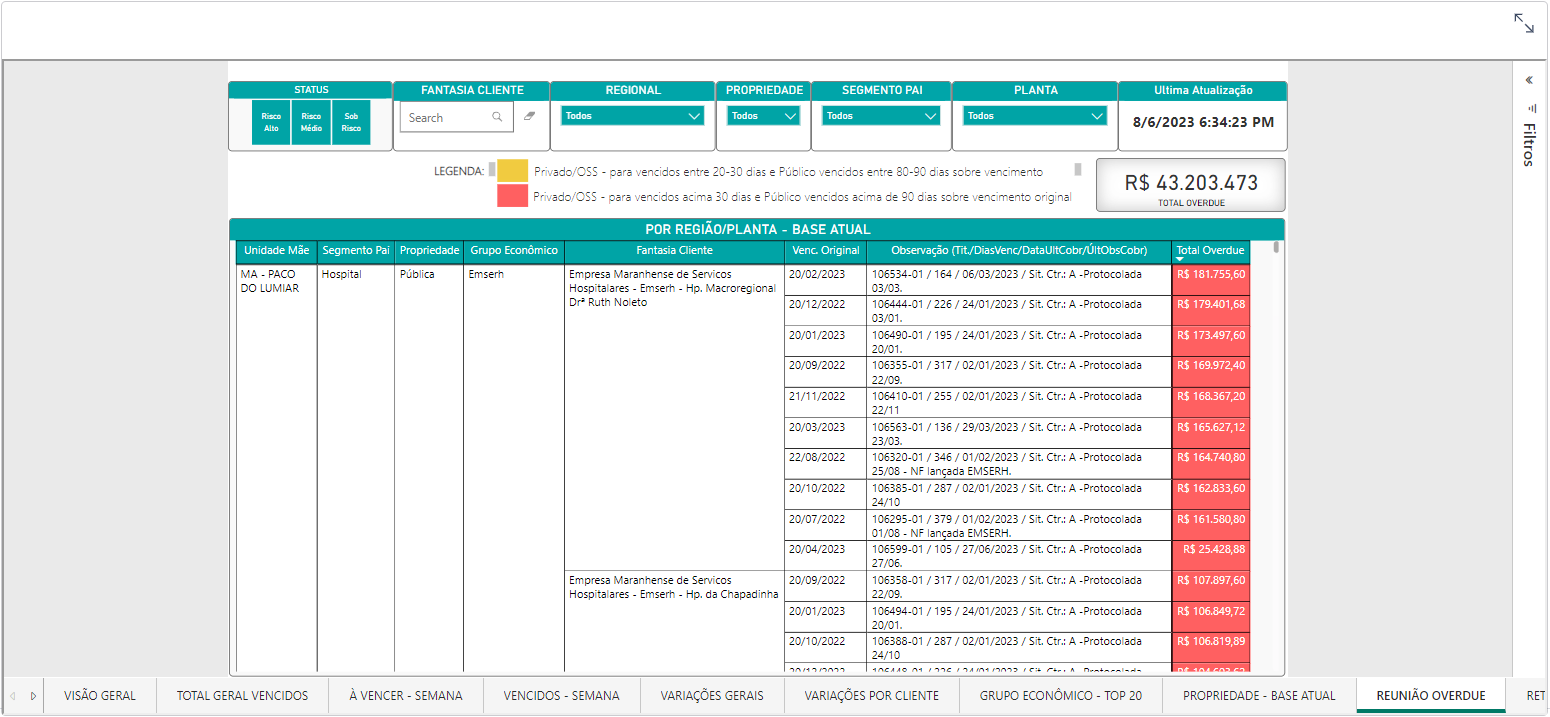 STATUS
Risco
Alto
Risco
Médio
Sob
Risco
FANTASIA CLIENTE
Search
REGIONAL
Todos
PROPRIEDADE
Todos
SEGMENTO PAI
Todos
PLANTA
Todos
Ultima Atualização
8/6/2023 6:34:23 PM
Filtros
LEGENDA:
Privado/OSS - para vencidos entre 20-30 dias e Público vencidos entre 80-90 dias sobre vencimento
Privado/OSS - para vencidos acima 30 dias e Público vencidos acima de 90 dias sobre vencimento original
R$ 43.203.473
TOTAL OVERDUE
POR REGIÃO/PLANTA - BASE ATUAL
Unidade Mãe Segmento Pai Propriedade Grupo Econômico Fantasia Cliente Venc. Original Observação (Tit./DiasVenc/DataUltCobr/ÚltObsCobr) Total Overdue
MA - PACO
DO LUMIAR
Hospital
Pública
Emserh
Empresa Maranhense de Servicos
Hospitalares - Emserh - Hp. Macroregional
Drª Ruth Noleto
20/02/2023 106534-01 / 164 / 06/03/2023 / Sit. Ctr.: A -Protocolada R$ 181.755,60
03/03.
20/12/2022 106444-01 / 226 / 24/01/2023 / Sit. Ctr.: A -Protocolada R$ 179.401,68
03/01.
20/01/2023 106490-01 / 195 / 24/01/2023 / Sit. Ctr.: A -Protocolada R$ 173.497,60
20/01.
20/09/2022 106355-01 / 317 / 02/01/2023 / Sit. Ctr.: A -Protocolada R$ 169.972,40
22/09.
21/11/2022 106410-01 / 255 / 02/01/2023 / Sit. Ctr.: A -Protocolada R$ 168.367,20
22/11
20/03/2023 106563-01 / 136 / 29/03/2023 / Sit. Ctr.: A -Protocolada R$ 165.627,12
23/03.
22/08/2022 106320-01 / 346 / 01/02/2023 / Sit. Ctr.: A -Protocolada R$ 164.740,80
25/08 - NF lançada EMSERH.
20/10/2022 106385-01 / 287 / 02/01/2023 / Sit. Ctr.: A -Protocolada R$ 162.833,60
24/10
20/07/2022 106295-01 / 379 / 01/02/2023 / Sit. Ctr.: A -Protocolada R$ 161.580,80
01/08 - NF lançada EMSERH.
20/04/2023 106599-01 / 105 / 27/06/2023 / Sit. Ctr.: A -Protocolada R$ 25.428,88
27/06.
Empresa Maranhense de Servicos
Hospitalares - Emserh - Hp. da Chapadinha
20/09/2022 106358-01 / 317 / 02/01/2023 / Sit. Ctr.: A -Protocolada R$ 107.897,60
22/09.
20/01/2023 106494-01 / 195 / 24/01/2023 / Sit. Ctr.: A -Protocolada R$ 106.849,72
20/01.
20/10/2022 106388-01 / 287 / 02/01/2023 / Sit. Ctr.: A -Protocolada R$ 106.819,89
24/10
VISÃO GERAL
TOTAL GERAL VENCIDOS
À VENCER - SEMANA
VENCIDOS - SEMANA
VARIAÇÕES GERAIS
VARIAÇÕES POR CLIENTE
GRUPO ECONÔMICO - TOP 20
PROPRIEDADE - BASE ATUAL
REUNIÃO OVERDUE
RET